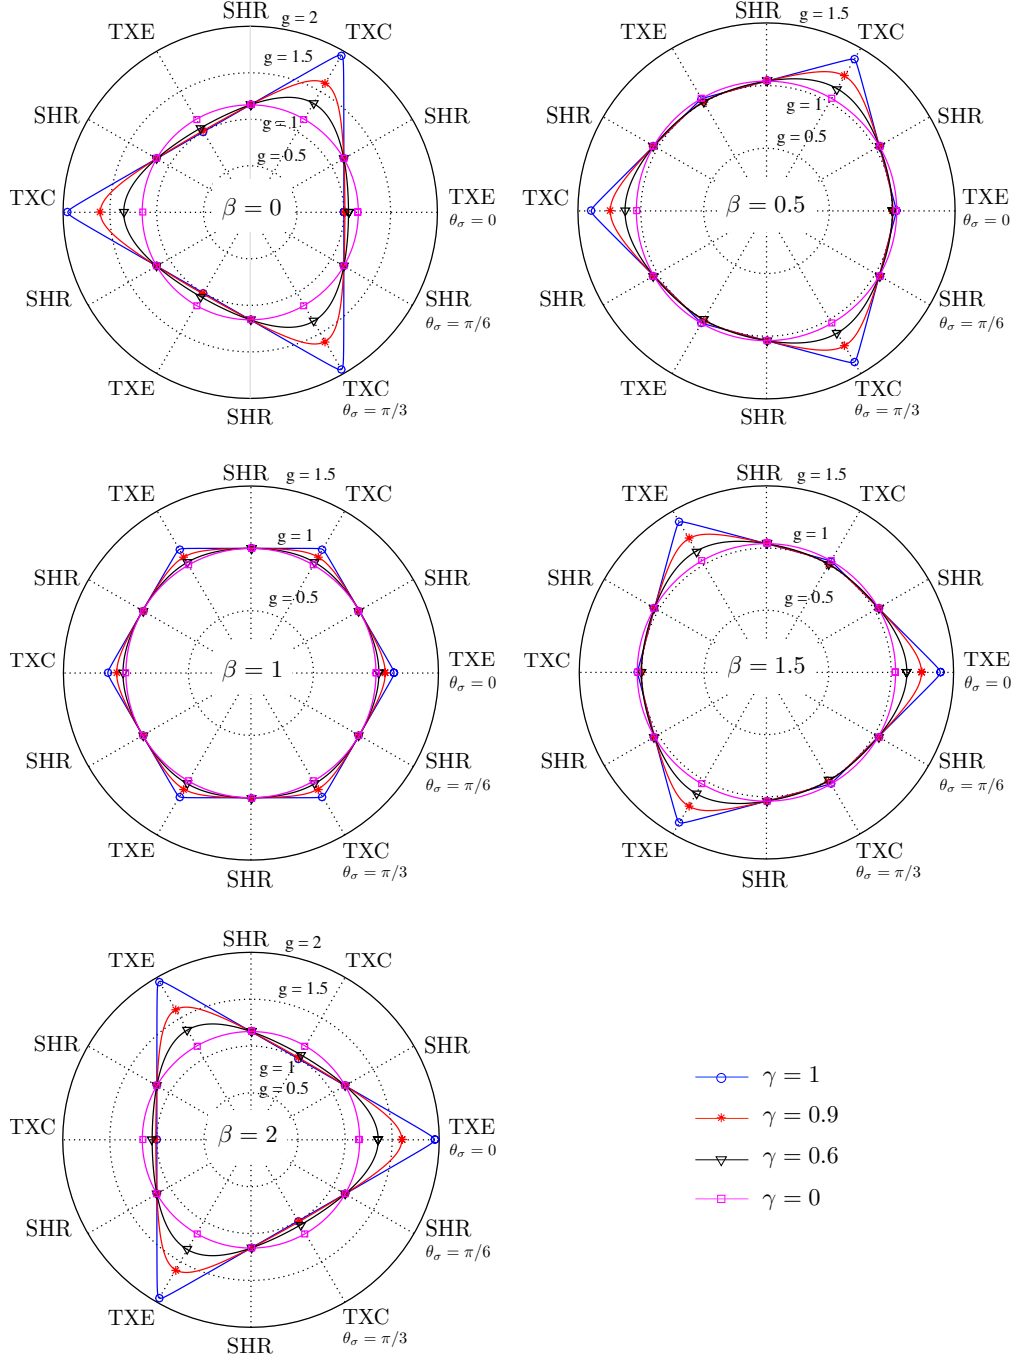 SHR
g = 2
TXE
TXC
g = 1.5
SHR
SHR
g = 1
g = 0.5
TXC
β = 0
TXE
θσ = 0
SHR
SHR
θσ = π/6
TXE
TXC
θσ = π/3
SHR
SHR
g = 1.5
TXE
TXC
SHR
SHR
g = 1
g = 0.5
TXC
β = 0.5
TXE
θσ = 0
SHR
SHR
θσ = π/6
TXE
TXC
θσ = π/3
SHR
SHR
g = 1.5
TXE
TXC
g = 1
SHR
SHR
g = 0.5
TXC
β = 1
TXE
θσ = 0
SHR
SHR
θσ = π/6
TXE
TXC
θσ = π/3
SHR
SHR
g = 1.5
TXE
TXC
g = 1
SHR
SHR
g = 0.5
TXC
β = 1.5
TXE
θσ = 0
SHR
SHR
θσ = π/6
TXE
TXC
θσ = π/3
SHR
SHR
g = 2
TXE
TXC
g = 1.5
SHR
SHR
g = 1
g = 0.5
TXC
β = 2
TXE
θσ = 0
SHR
SHR
θσ = π/6
TXE
TXC
θσ = π/3
SHR
γ = 1
γ = 0.9
γ = 0.6
γ = 0